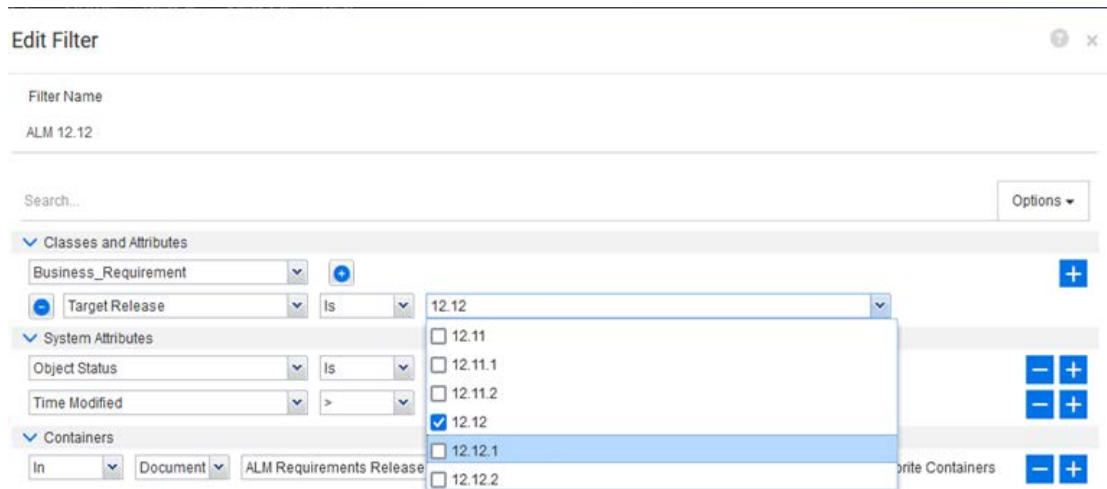 Edit Filter
Filter Name
ALM 12.12
Search...
Options
Classes and Attributes
Business_Requirement
Target Release Is 12.12
12.11
System Attributes
12.11.1
Object Status Is
12.11.2
Time Modified >
12.12
Containers
12.12.1
In Document ALM Requirements Release Containers
12.12.2